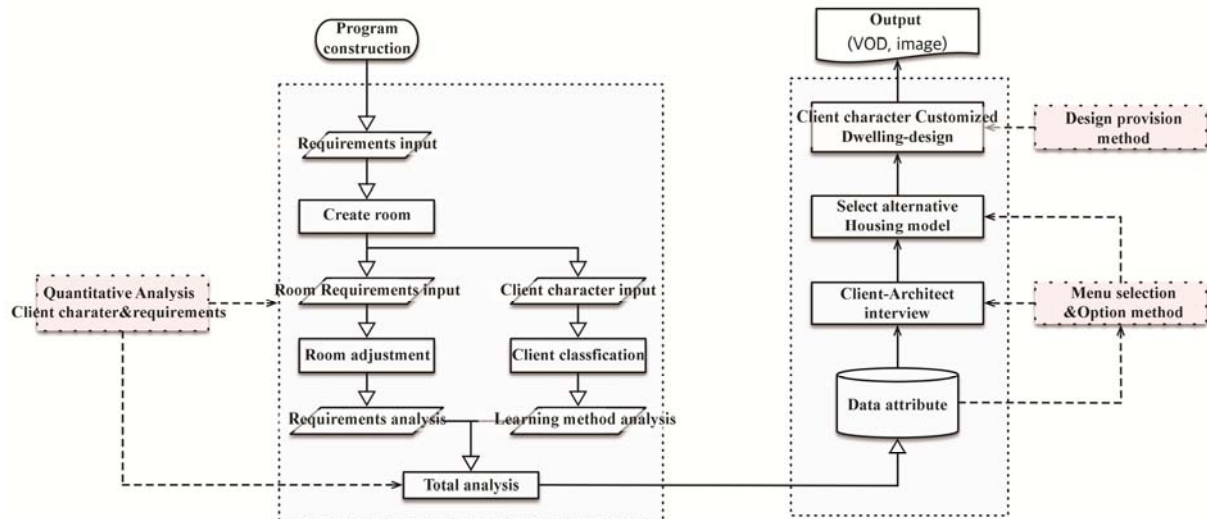 Program
construction
Requirements input
Create room
Room Requirements input
Client character input
Quantitative Analysis
Client charater&requirements
Room adjustment
Client classfication
Requirements analysis
Learning method analysis
Total analysis
Output
(VOD, image)
Client character Customized
Dwelling-design
Design provision
method
Select alternative
Housing model
Client-Architect
interview
Menu selection
&Option method
Data attribute